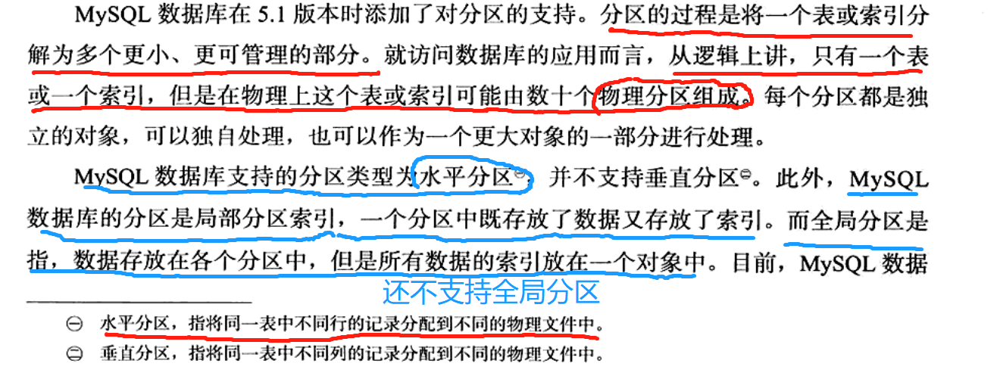 MySQL 数据库在 5.1 版本时添加了对分区的支持。分区的过程是将一个表或索引分
解为多个更小、更可管理的部分。就访问数据库的应用而言，从逻辑上讲，只有一个表
或一个索引，但是在物理上这个表或索引可能由数十个物理分区组成。每个分区都是独
立的对象，可以独自处理，也可以作为一个更大对象的一部分进行处理。
MySQL 数据库支持的分区类型为水平分区㊀，并不支持垂直分区㊁。此外，MySQL
数据库的分区是局部分区索引，一个分区中既存放了数据又存放了索引。而全局分区是
指，数据存放在各个分区中，但是所有数据的索引放在一个对象中。目前，MySQL 数据
还不支持全局分区
㊀ 水平分区，指将同一表中不同行的记录分配到不同的物理文件中。
㊁ 垂直分区，指将同一表中不同列的记录分配到不同的物理文件中。